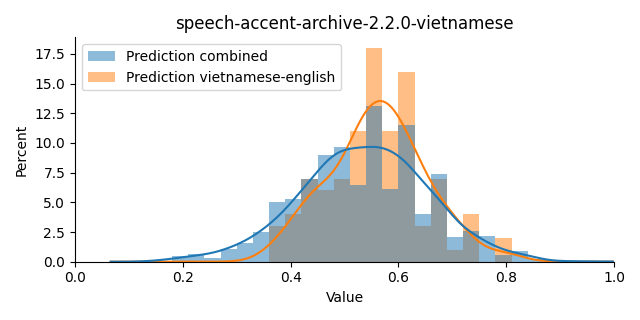 speech-accent-archive-2.2.0-vietnamese
Prediction combined
Prediction vietnamese-english
Percent
17.5
15.0
12.5
10.0
7.5
5.0
2.5
0.0
0.0 0.2 0.4 0.6 0.8 1.0
Value